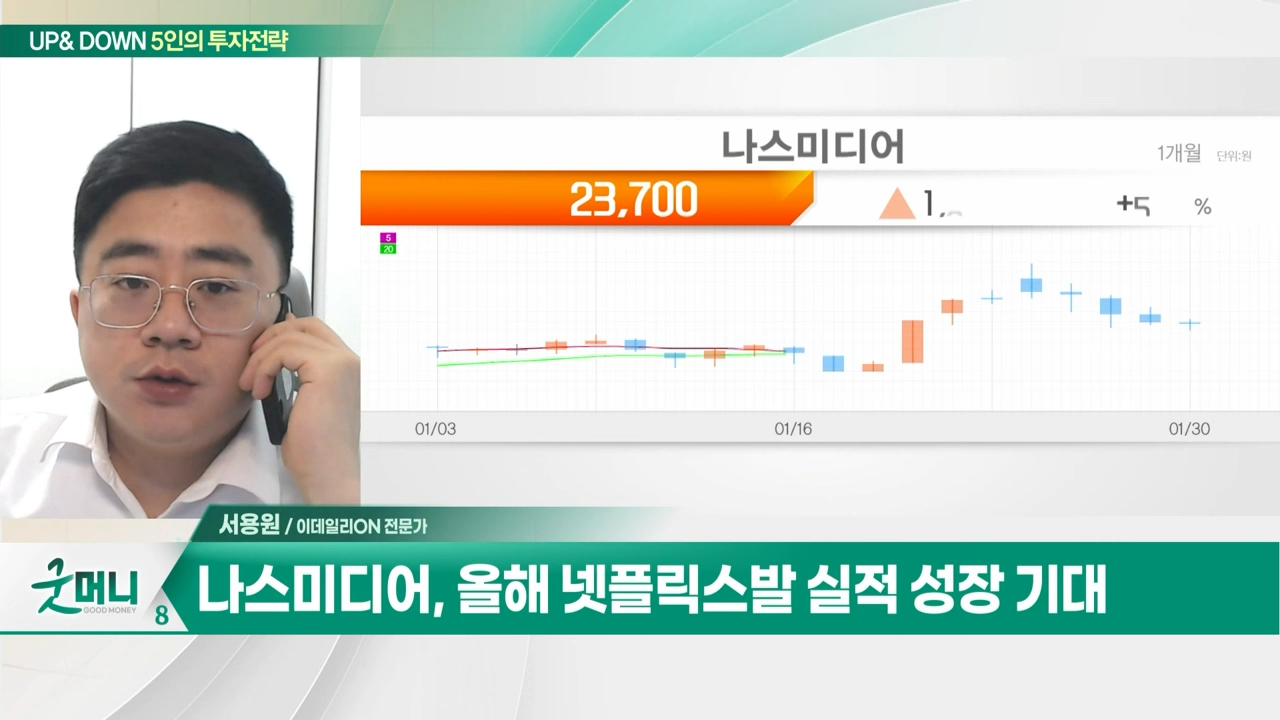 UP& DOWN 5인의 투자전략
나스미디어
1개월 단위:원
23,700
1,
+5 %
5
20
01/03 01/16 01/30
서용원 / 이데일리ON 전문가
굿머니
GOOD MONEY
8
나스미디어, 올해 넷플릭스발 실적 성장 기대